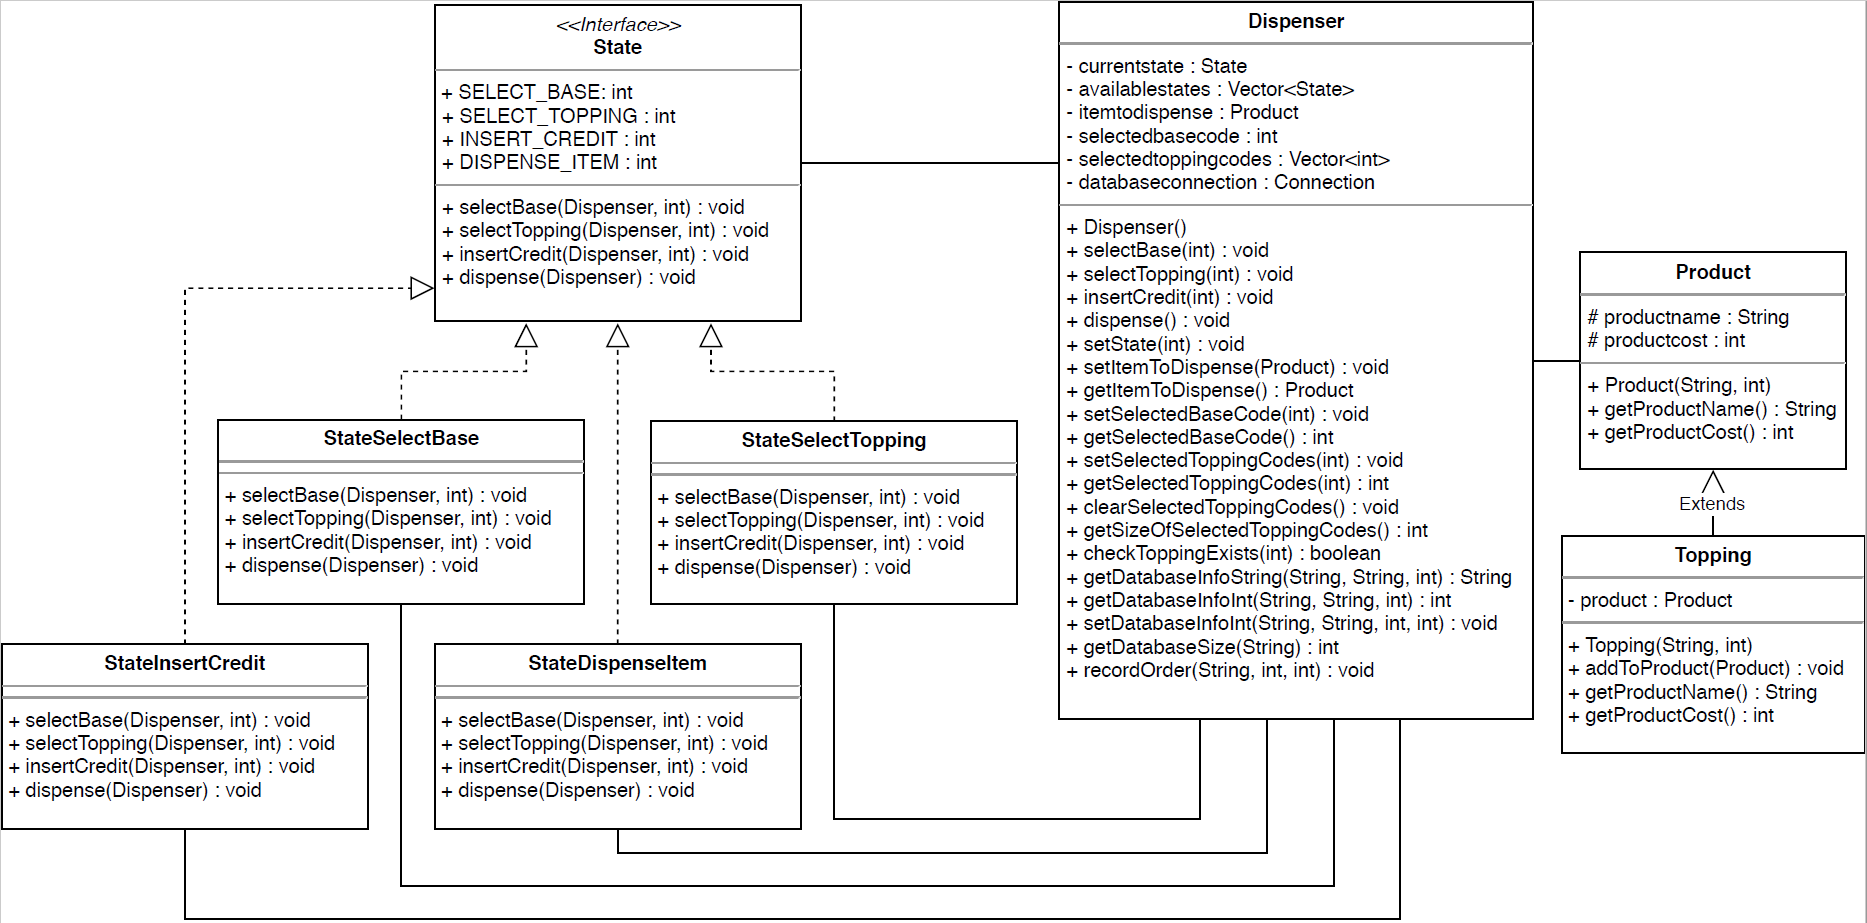 <<Interface>>
State
+ SELECT_BASE: int
+ SELECT_TOPPING : int
+ INSERT_CREDIT : int
+ DISPENSE_ITEM : int
+ selectBase(Dispenser, int) : void
+ selectTopping(Dispenser, int) : void
+ insertCredit(Dispenser, int) : void
+ dispense(Dispenser) : void
Dispenser
- currentstate : State
- availablestates : Vector<State>
- itemtodispense : Product
- selectedbasecode : int
- selectedtoppingcodes : Vector<int>
- databaseconnection : Connection
+ Dispenser()
+ selectBase(int) : void
+ selectTopping(int) : void
+ insertCredit(int) : void
+ dispense() : void
+ setState(int) : void
+ setItemToDispense(Product) : void
+ getItemToDispense() : Product
+ setSelectedBaseCode(int) : void
+ getSelectedBaseCode() : int
+ setSelectedToppingCodes(int) : void
+ getSelectedToppingCodes(int) : int
+ clearSelectedToppingCodes() : void
+ getSizeOfSelectedToppingCodes() : int
+ checkToppingExists(int) : boolean
+ getDatabaseInfoString(String, String, int) : String
+ getDatabaseInfoInt(String, String, int) : int
+ setDatabaseInfoInt(String, String, int, int) : void
+ getDatabaseSize(String) : int
+ recordOrder(String, int, int) : void
Product
# productname : String
# productcost : int
+ Product(String, int)
+ getProductName() : String
+ getProductCost() : int
Extends
Topping
- product : Product
+ Topping(String, int)
+ addToProduct(Product) : void
+ getProductName() : String
+ getProductCost() : int
StateSelectBase
+ selectBase(Dispenser, int) : void
+ selectTopping(Dispenser, int) : void
+ insertCredit(Dispenser, int) : void
+ dispense(Dispenser) : void
StateSelectTopping
+ selectBase(Dispenser, int) : void
+ selectTopping(Dispenser, int) : void
+ insertCredit(Dispenser, int) : void
+ dispense(Dispenser) : void
StateInsertCredit
+ selectBase(Dispenser, int) : void
+ selectTopping(Dispenser, int) : void
+ insertCredit(Dispenser, int) : void
+ dispense(Dispenser) : void
StateDispenseItem
+ selectBase(Dispenser, int) : void
+ selectTopping(Dispenser, int) : void
+ insertCredit(Dispenser, int) : void
+ dispense(Dispenser) : void